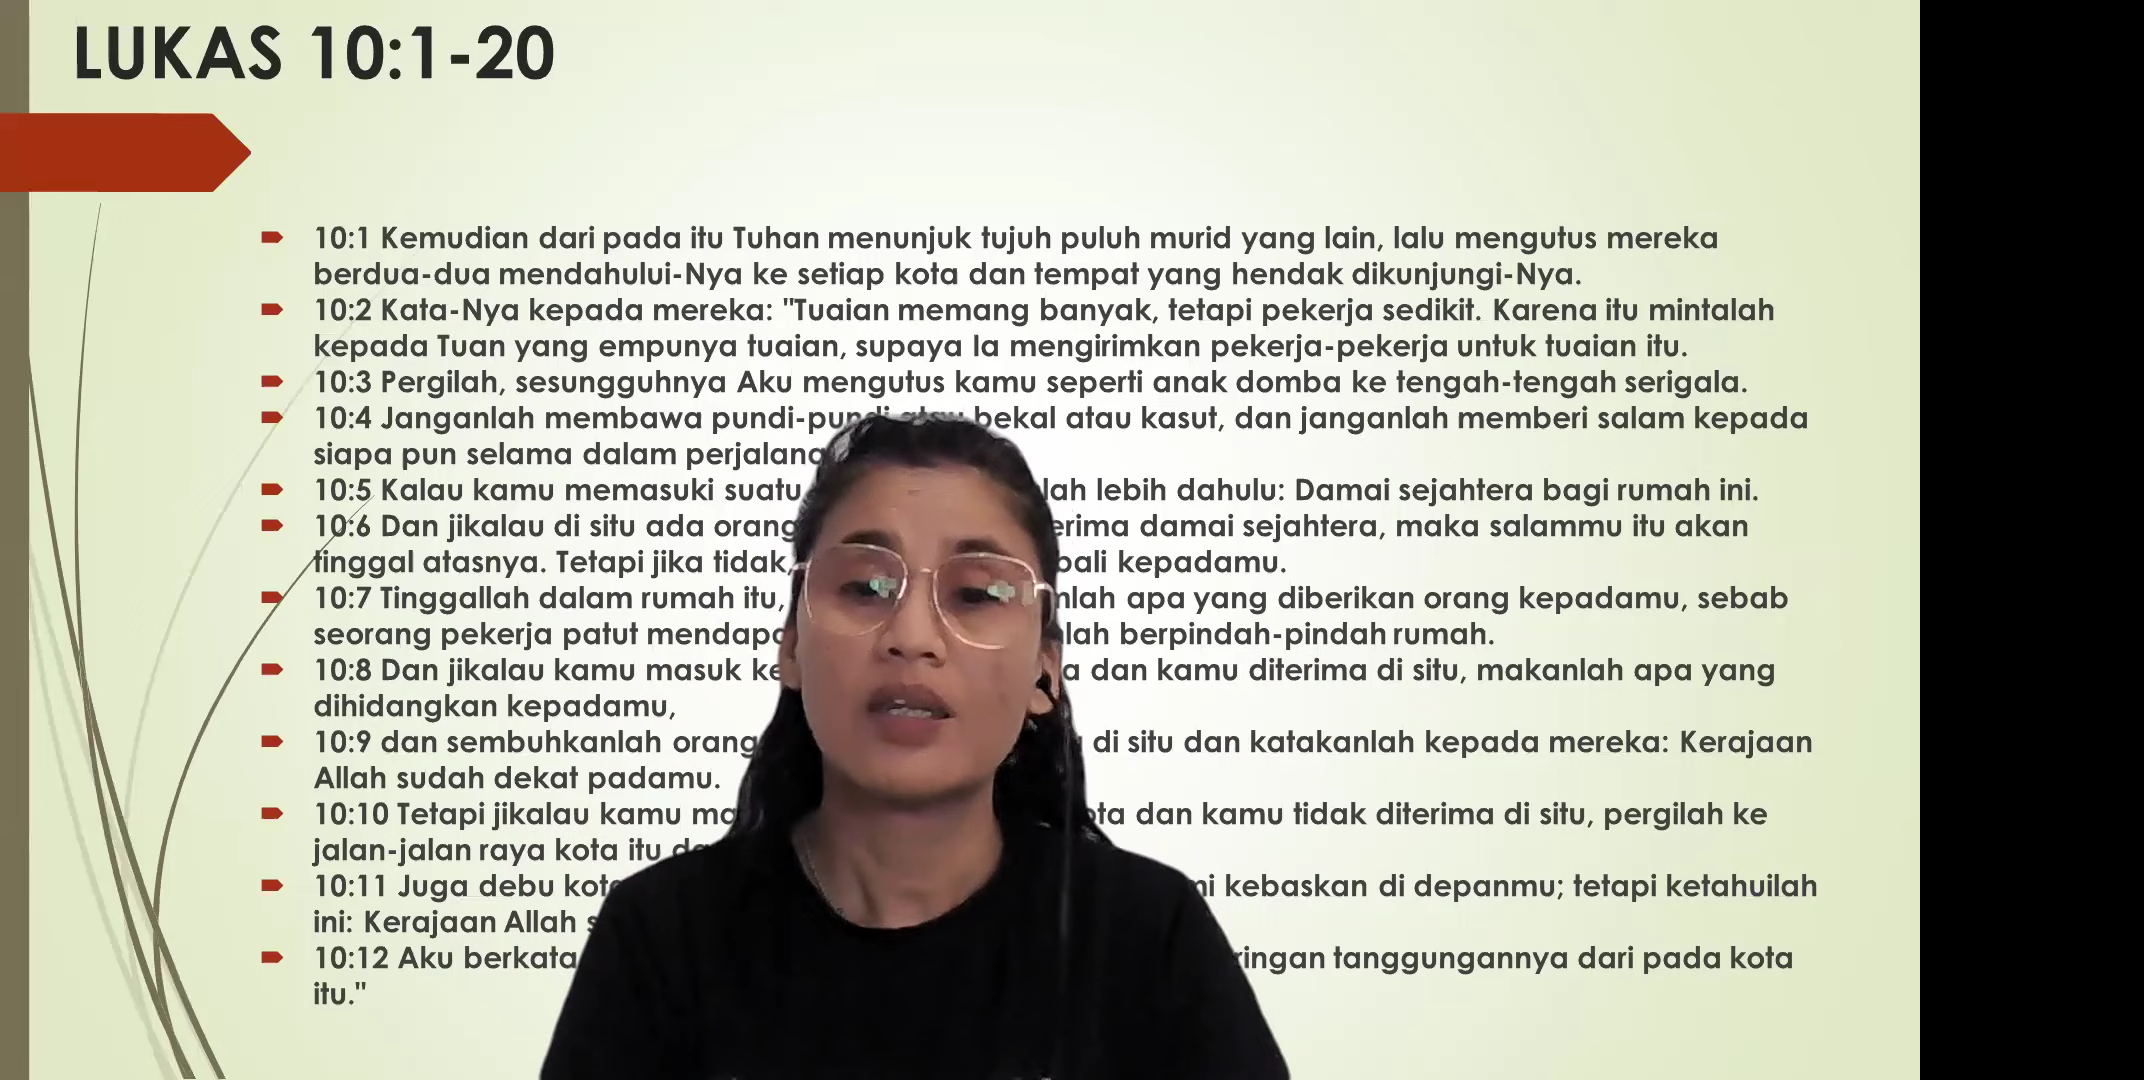 LUKAS 10:1-20
10:1 Kemudian dari pada itu Tuhan menunjuk tujuh puluh murid yang lain, lalu mengutus mereka
berdua-dua mendahului-Nya ke setiap kota dan tempat yang hendak dikunjungi-Nya.
10:2 Kata-Nya kepada mereka: "Tuaian memang banyak, tetapi pekerja sedikit. Karena itu mintalah
kepada Tuan yang empunya tuaian, supaya Ia mengirimkan pekerja-pekerja untuk tuaian itu.
10:3 Pergilah, sesungguhnya Aku mengutus kamu seperti anak domba ke tengah-tengah serigala.
10:4 Janganlah membawa pundi-pundi atau bekal atau kasut, dan janganlah memberi salam kepada
siapa pun selama dalam
10:5 Kalau kamu memasuki suatu lebih dahulu: Damai sejahtera bagi rumah ini.
10:6 Dan jikalau di situ ada orang damai sejahtera, maka salammu itu akan
tinggal atasnya. Tetapi jika tidak, kepadamu.
10:7 Tinggallah dalam rumah itu, apa yang diberikan orang kepadamu, sebab
seorang pekerja patut berpindah-pindah rumah.
10:8 Dan jikalau kamu masuk dan kamu diterima di situ, makanlah apa yang
dihidangkan kepadamu,
10:9 dan sembuhkanlah orang di situ dan katakanlah kepada mereka: Kerajaan
Allah sudah dekat padamu.
10:10 Tetapi jikalau kamu dan kamu tidak diterima di situ, pergilah ke
jalan-jalan raya kota itu
10:11 Juga debu kebaskan di depanmu; tetapi ketahuilah
ini: Kerajaan Allah
10:12 Aku berkata tanggungannya dari pada kota
itu."